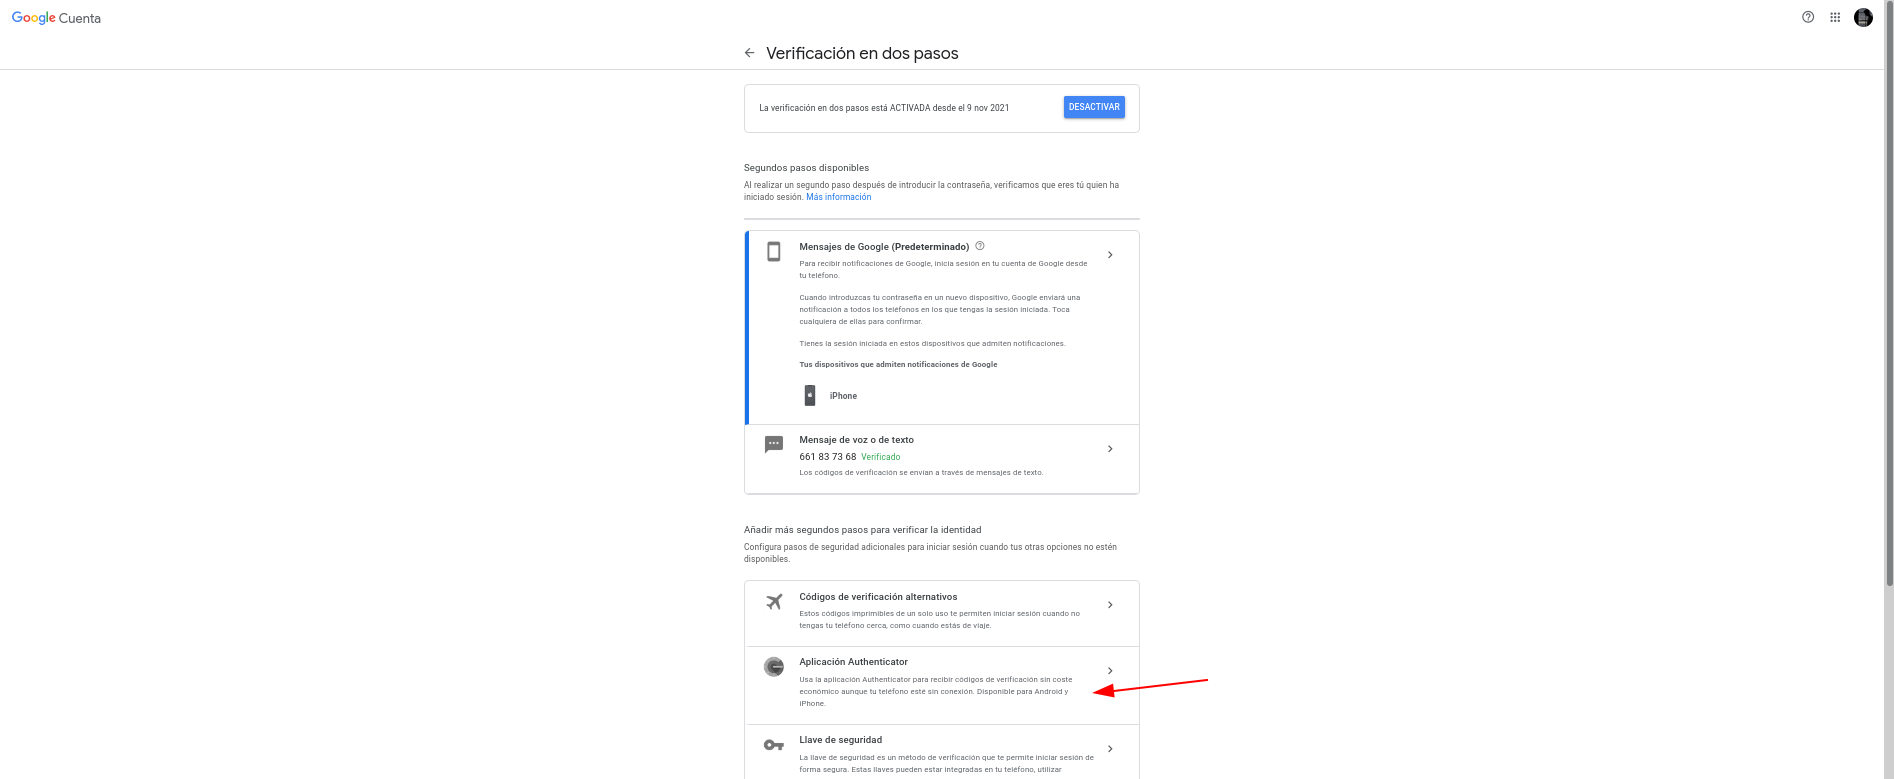 Google Cuenta
Verificación en dos pasos
La verificación en dos pasos está ACTIVADA desde el 9 nov 2021
DESACTIVAR
Segundos pasos disponibles
Al realizar un segundo paso después de introducir la contraseña, verificamos que eres tú quien ha
iniciado sesión. Más información
Mensajes de Google (Predeterminado)
Para recibir notificaciones de Google, inicia sesión en tu cuenta de Google desde
tu teléfono.
Cuando introduzcas tu contraseña en un nuevo dispositivo, Google enviará una
notificación a todos los teléfonos en los que tengas la sesión iniciada. Toca
cualquiera de ellas para confirmar.
Tienes la sesión iniciada en estos dispositivos que admiten notificaciones.
Tus dispositivos que admiten notificaciones de Google
iPhone
Mensaje de voz o de texto
661 83 73 68 Verificado
Los códigos de verificación se envían a través de mensajes de texto.
Añadir más segundos pasos para verificar la identidad
Configura pasos de seguridad adicionales para iniciar sesión cuando tus otras opciones no estén
disponibles.
Códigos de verificación alternativos
Estos códigos imprimibles de un solo uso te permiten iniciar sesión cuando no
tengas tu teléfono cerca, como cuando estás de viaje.
Aplicación Authenticator
Usa la aplicación Authenticator para recibir códigos de verificación sin coste
económico aunque tu teléfono esté sin conexión. Disponible para Android y
iPhone.
Llave de seguridad
La llave de seguridad es un método de verificación que te permite iniciar sesión de
forma segura. Estas llaves pueden estar integradas en tu teléfono, utilizar